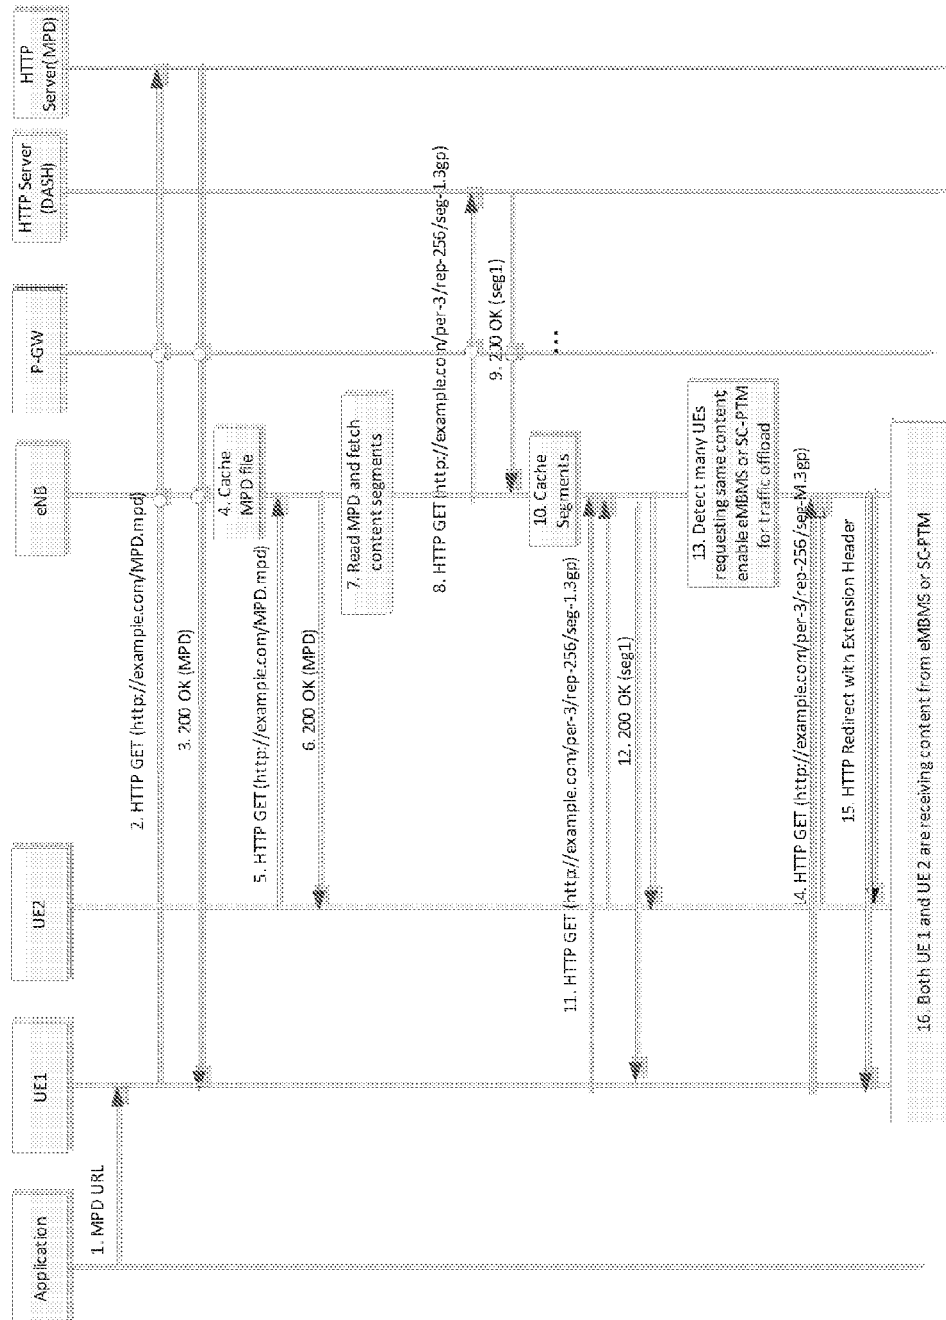 Application
UE1
UE2
eNB
P-GW
HTTP Server
(DASH)
HTTP
Server(MPD)
1. MPD URL
2. HTTP GET (http://example.com/MPD.mpd)
3. 200 OK (MPD)
4. Cache
MPD file
5. HTTP GET (http://example.com/MPD.mpd)
6. 200 OK (MPD)
7. Read MPD and fetch
content segments
8. HTTP GET (http://example.com/per-3/rep-256/seg-1.3gp)
9. 200 OK (seg1)
...
10. Cache
Segments
11. HTTP GET (http://example.com/per-3/rep-256/seg-1.3gp)
12. 200 OK (seg1)
13. Detect many UEs
requesting same content,
enable eMBMS or SC-PTM
for traffic offload
4. HTTP GET (http://example.com/per-3/rep-256/seg-M.3gp)
15. HTTP Redirect with Extension Header
16. Both UE 1 and UE 2 are receiving content from eMBMS or SC-PTM